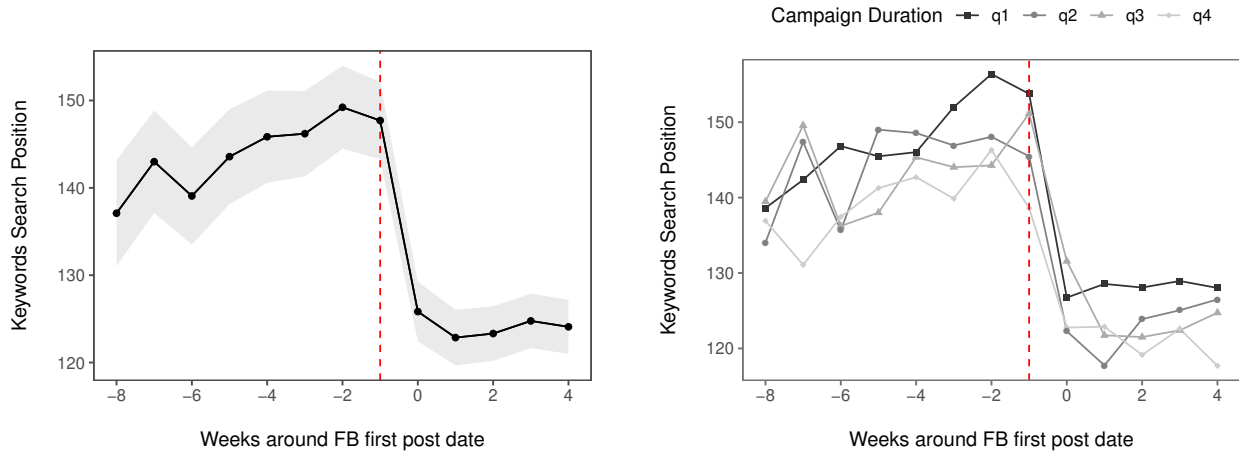 Keywords Search Position
150
140
130
120
−8 −6 −4 −2 0 2 4
Weeks around FB first post date
Campaign Duration q1 q2 q3 q4
Keywords Search Position
150
140
130
120
−8 −6 −4 −2 0 2 4
Weeks around FB first post date